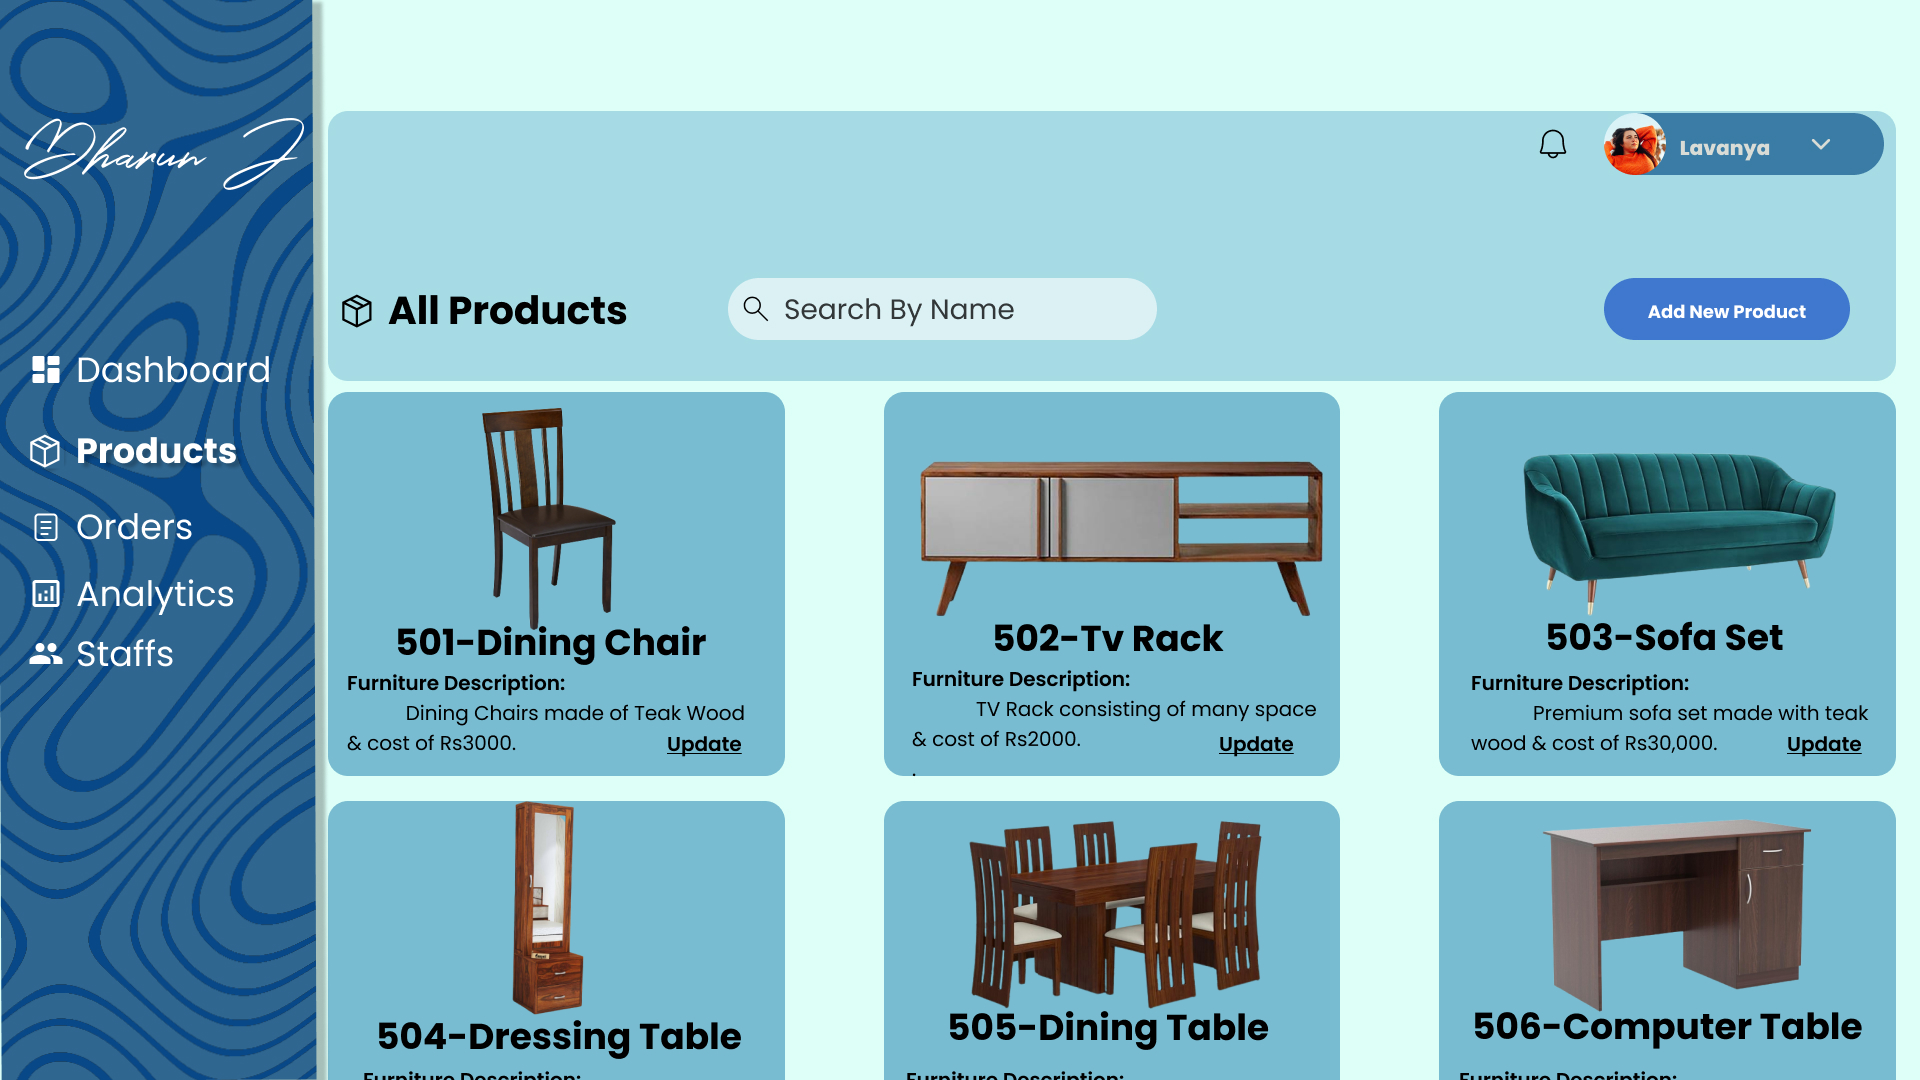 Dharun J
Dashboard
Products
Orders
Analytics
Staffs
Lavanya
All Products
Search By Name
Add New Product
501-Dining Chair
Furniture Description:
Dining Chairs made of Teak Wood
& cost of Rs3000.
Update
502-Tv Rack
Furniture Description:
TV Rack consisting of many space
& cost of Rs2000.
Update
503-Sofa Set
Furniture Description:
Premium sofa set made with teak
wood & cost of Rs30,000.
Update
504-Dressing Table
Furniture Description:
505-Dining Table
Furniture Description:
506-Computer Table
Furniture Description: